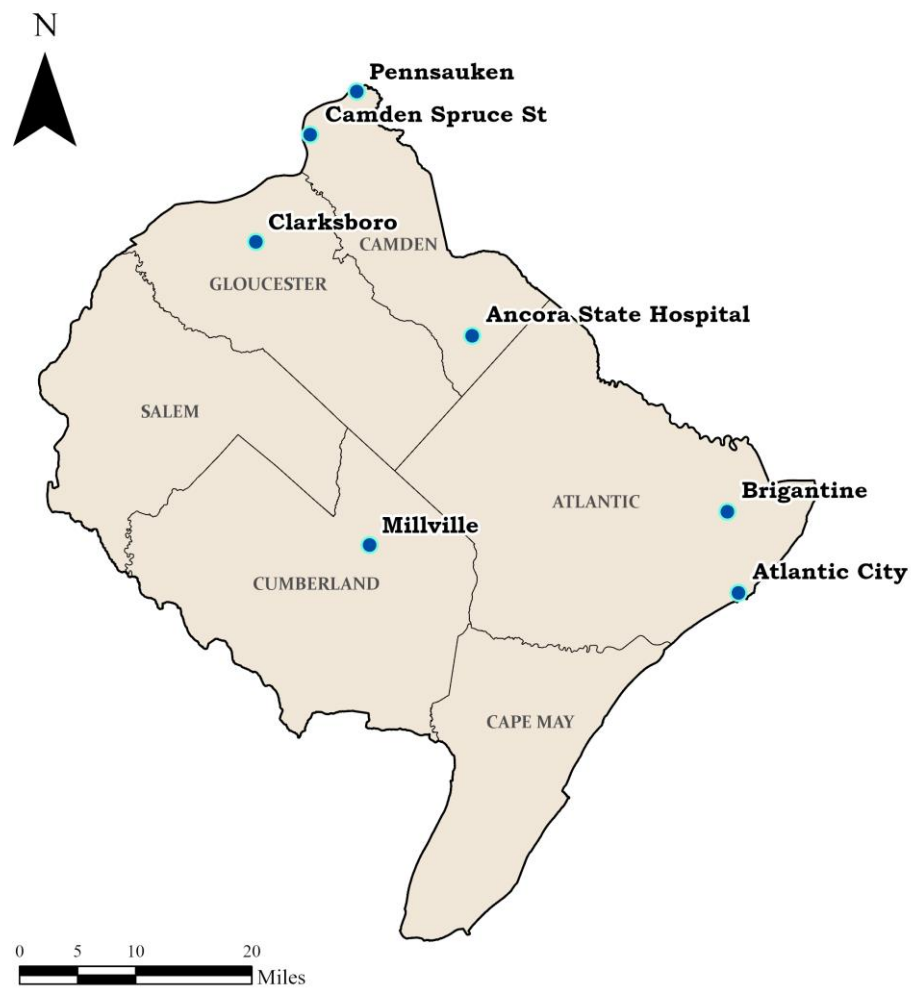 N
Pennsauken
Camden Spruce St
Clarksboro
CAMDEN
GLOUCESTER
Ancora State Hospital
SALEM
Brigantine
ATLANTIC
Millville
Atlantic City
CUMBERLAND
CAPE MAY
0 5 10 20
Miles